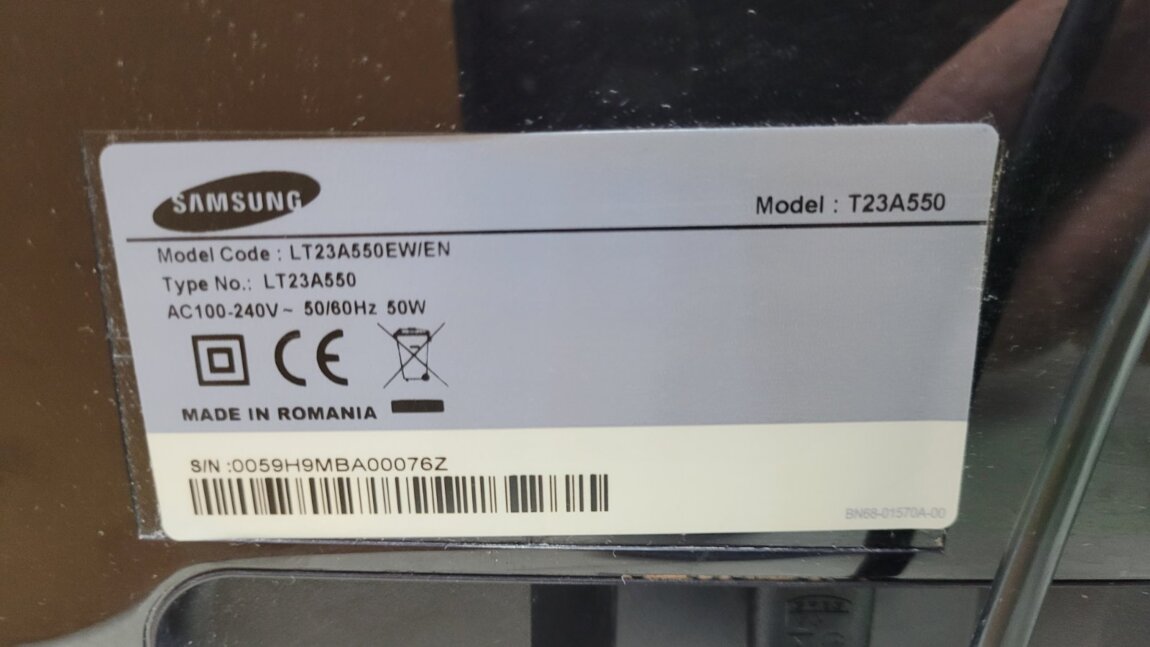 SAMSUNG
Model : T23A550
Model Code : LT23A550EW/EN
Type No.: LT23A550
AC100-240V~ 50/60Hz 50W
CE
MADE IN ROMANIA
S/N :0059H9MBA00076Z
BN68-01570A-00